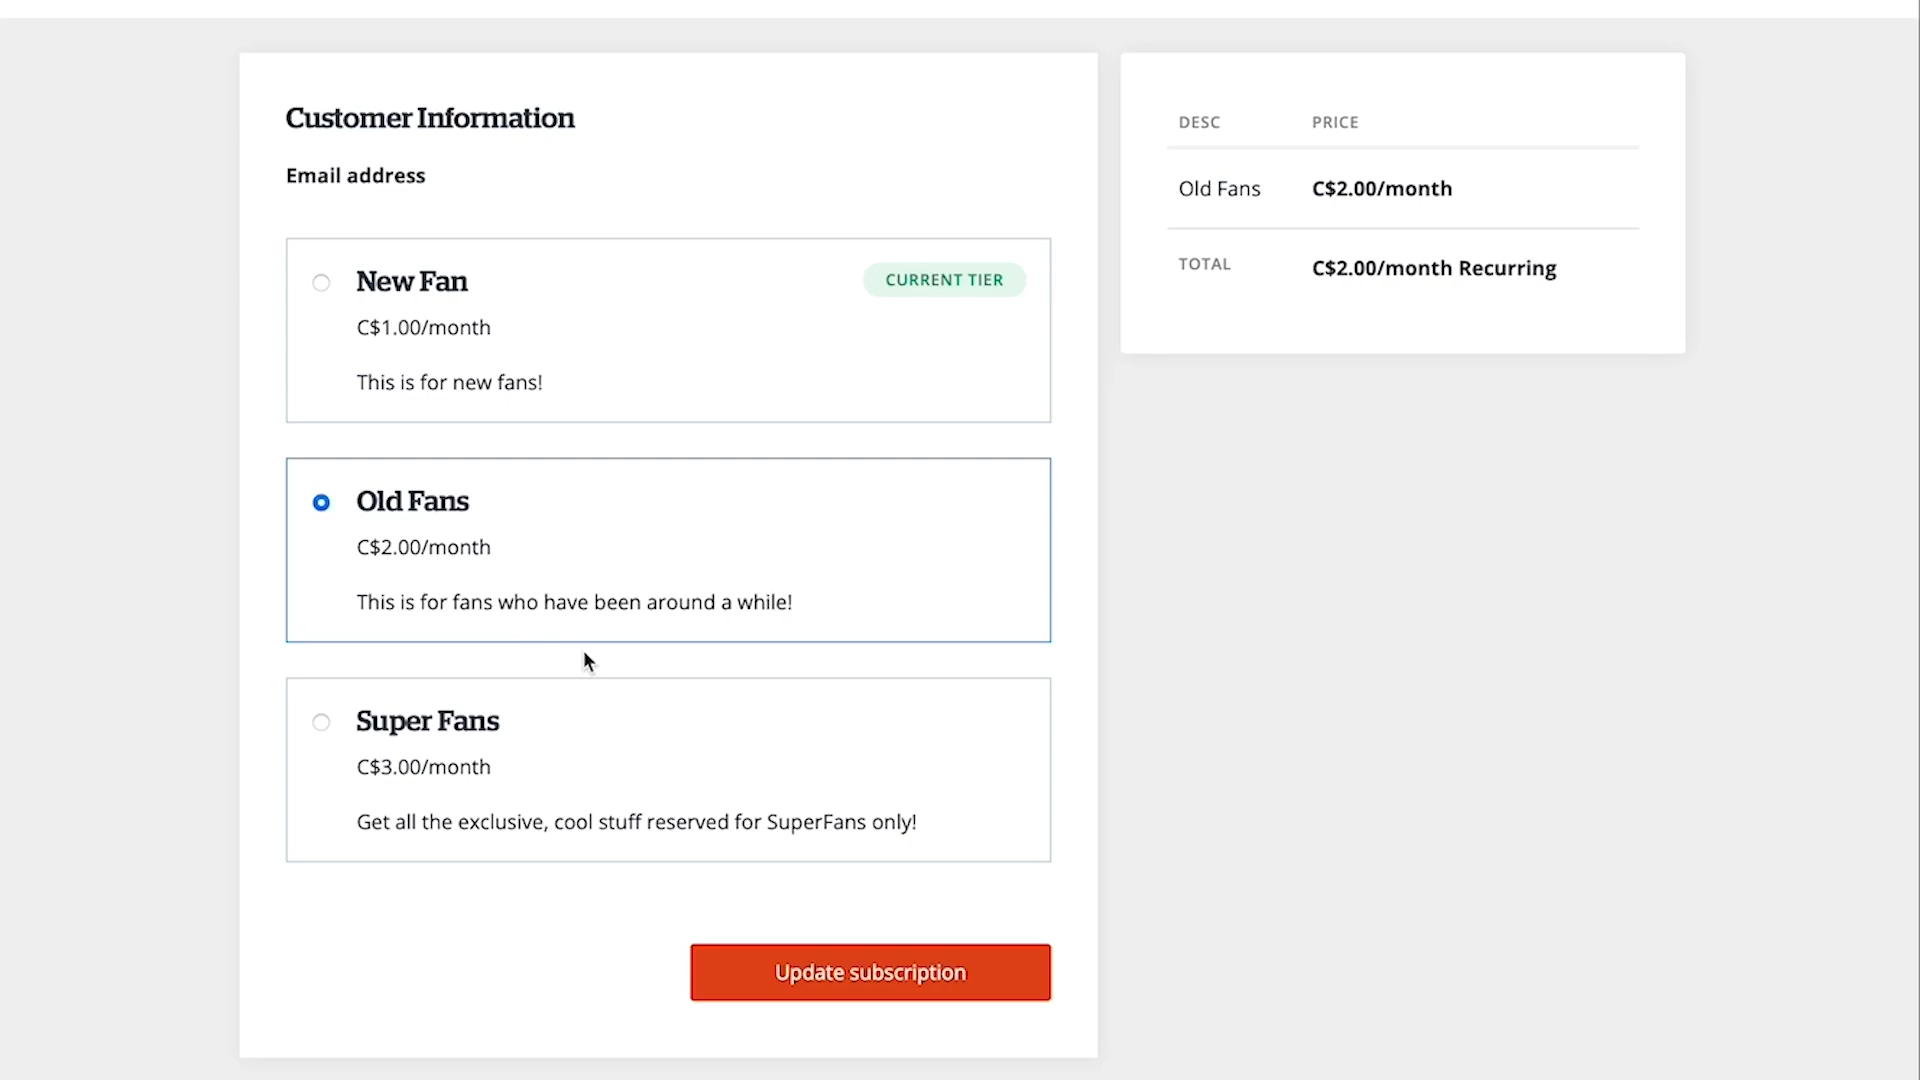 Customer Information
Email address
New Fan
CURRENT TIER
C$1.00/month
This is for new fans!
Old Fans
C$2.00/month
This is for fans who have been around a while!
Super Fans
C$3.00/month
Get all the exclusive, cool stuff reserved for SuperFans only!
Update subscription
DESC PRICE
Old Fans C$2.00/month
TOTAL C$2.00/month Recurring